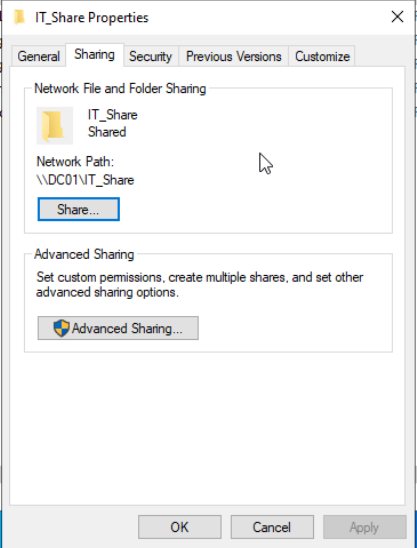 IT_Share Properties
General Sharing Security Previous Versions Customize
Network File and Folder Sharing
IT_Share
Shared
Network Path:
\\DC01\IT_Share
Share...
Advanced Sharing
Set custom permissions, create multiple shares, and set other
advanced sharing options.
Advanced Sharing...
OK Cancel Apply